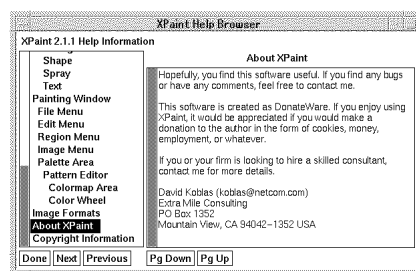 XPaint Help Browser
XPaint 2.1.1 Help Information
Shape
Spray
Text
Painting Window
File Menu
Edit Menu
Region Menu
Image Menu
Palette Area
Pattern Editor
Colormap Area
Color Wheel
Image Formats
About XPaint
Copyright Information
About XPaint
Hopefully, you find this software useful. If you find any bugs
or have any comments, feel free to contact me.
This software is created as DonateWare. If you enjoy using
XPaint, it would be appreciated if you would make a
donation to the author in the form of cookies, money,
employment, or whatever.
If you or your firm is looking to hire a skilled consultant,
contact me for more details.
David Koblas (koblas@netcom.com)
Extra Mile Consulting
PO Box 1352
Mountain View, CA 94042-1352 USA
Done Next Previous Pg Down Pg Up